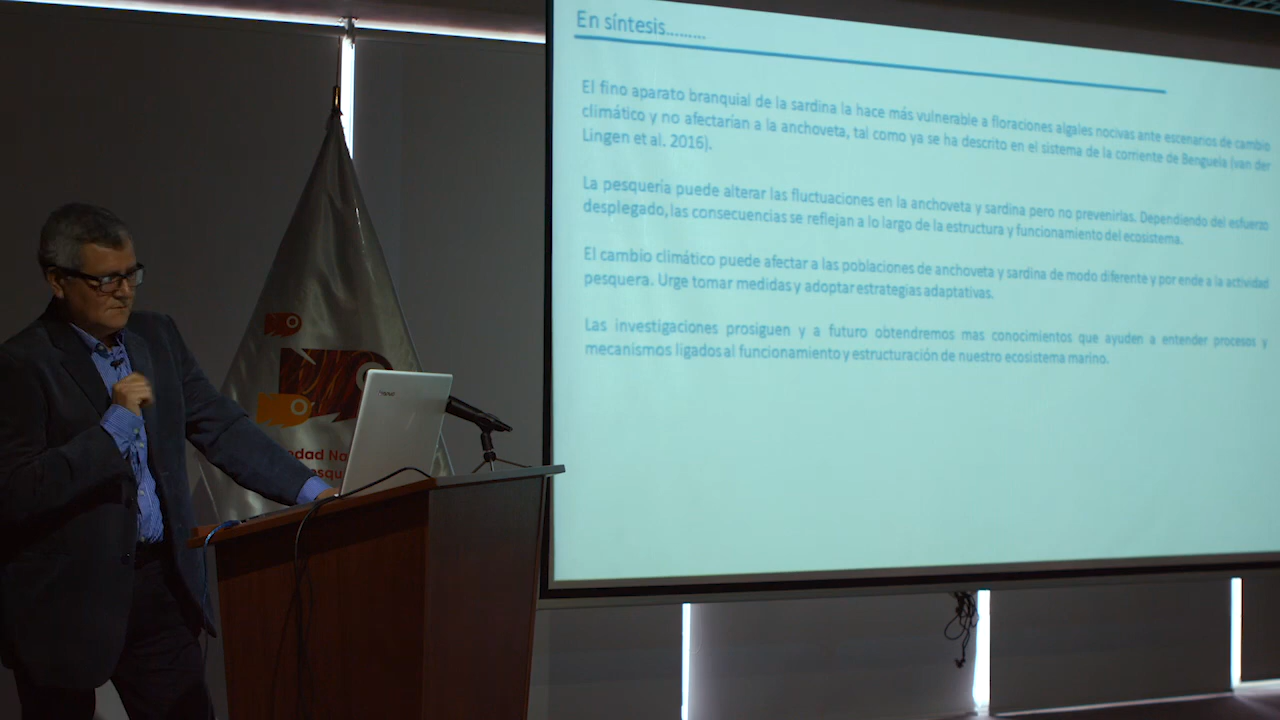 En síntesis.........
El fino aparato branquial de la sardina la hace más vulnerable a floraciones algales nocivas ante escenarios de cambio
climático y no afectarían a la anchoveta, tal como ya se ha descrito en el sistema de la corriente de Benguela (van der
Lingen et al. 2016).
La pesquería puede alterar las fluctuaciones en la anchoveta y sardina pero no prevenirlas. Dependiendo del esfuerzo
desplegado, las consecuencias se reflejan a lo largo de la estructura y funcionamiento del ecosistema.
El cambio climático puede afectar a las poblaciones de anchoveta y sardina de modo diferente y por ende a la actividad
pesquera. Urge tomar medidas y adoptar estrategias adaptativas.
Las investigaciones prosiguen y a futuro obtendremos mas conocimientos que ayuden a entender procesos y
mecanismos ligados al funcionamiento y estructuración de nuestro ecosistema marino.
edad Na
esqu